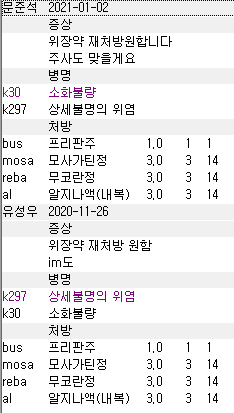 문준석 2021-01-02
증상
위장약 재처방원합니다
주사도 맞을게요
병명
k30 소화불량
k297 상세불명의 위염
처방
bus 프리판주 1,0 1 1
mosa 모사가틴정 3,0 3 14
reba 무코란정 3,0 3 14
al 알지나액(내복) 3,0 3 14
유성우 2020-11-26
증상
위장약 재처방 원함
im도
병명
k297 상세불명의 위염
k30 소화불량
처방
bus 프리판주 1,0 1 1
mosa 모사가틴정 3,0 3 14
reba 무코란정 3,0 3 14
al 알지나액(내복) 3,0 3 14